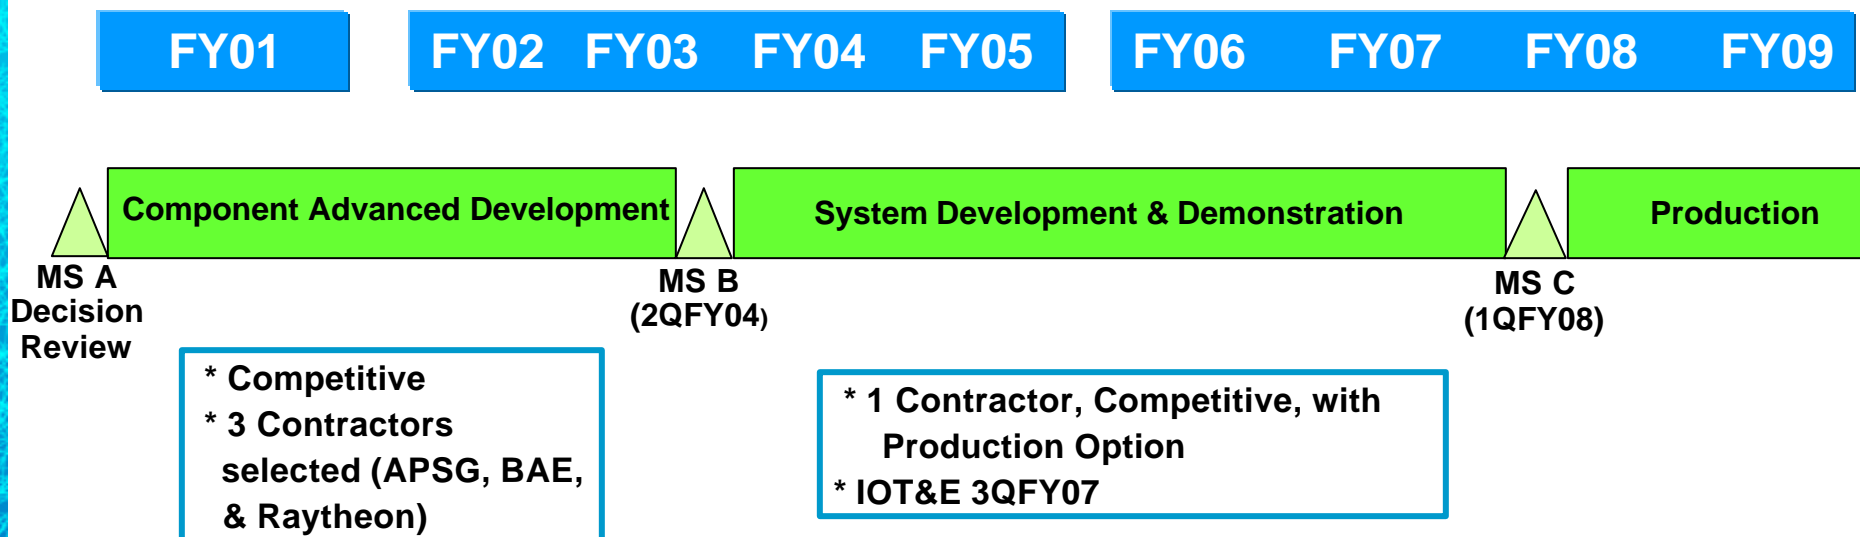 FY01 FY02 FY03 FY04 FY05 FY06 FY07 FY08 FY09
Component Advanced Development
System Development & Demonstration
Production
MS A
Decision
Review
MS B
(2QFY04)
MS C
(1QFY08)
* Competitive
* 3 Contractors
selected (APSG, BAE,
& Raytheon)
* 1 Contractor, Competitive, with
Production Option
* IOT&E 3QFY07